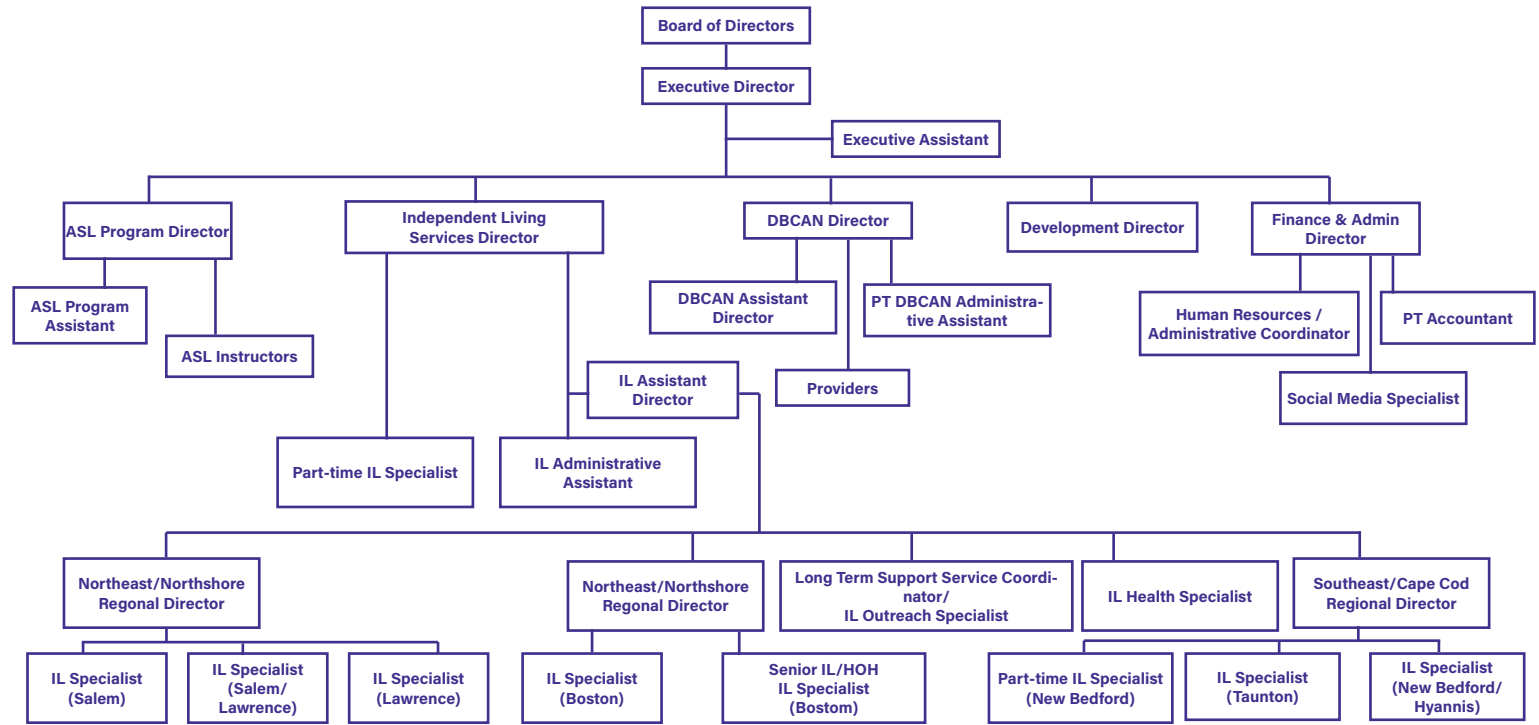 Board of Directors
Executive Director
Executive Assistant
ASL Program Director
Independent Living
Services Director
DBCAN Director
Development Director
Finance & Admin
Director
ASL Program
Assistant
ASL Instructors
DBCAN Assistant
Director
PT DBCAN Administra-
tive Assistant
Human Resources /
Administrative Coordinator
PT Accountant
IL Assistant
Director
Providers
Social Media Specialist
Part-time IL Specialist
IL Administrative
Assistant
Northeast/Northshore
Regonal Director
Northeast/Northshore
Regonal Director
Long Term Support Service Coordi-
nator/
IL Outreach Specialist
IL Health Specialist
Southeast/Cape Cod
Regional Director
IL Specialist
(Salem)
IL Specialist
(Salem/
Lawrence)
IL Specialist
(Lawrence)
IL Specialist
(Boston)
Senior IL/HOH
IL Specialist
(Bostom)
Part-time IL Specialist
(New Bedford)
IL Specialist
(Taunton)
IL Specialist
(New Bedford/
Hyannis)